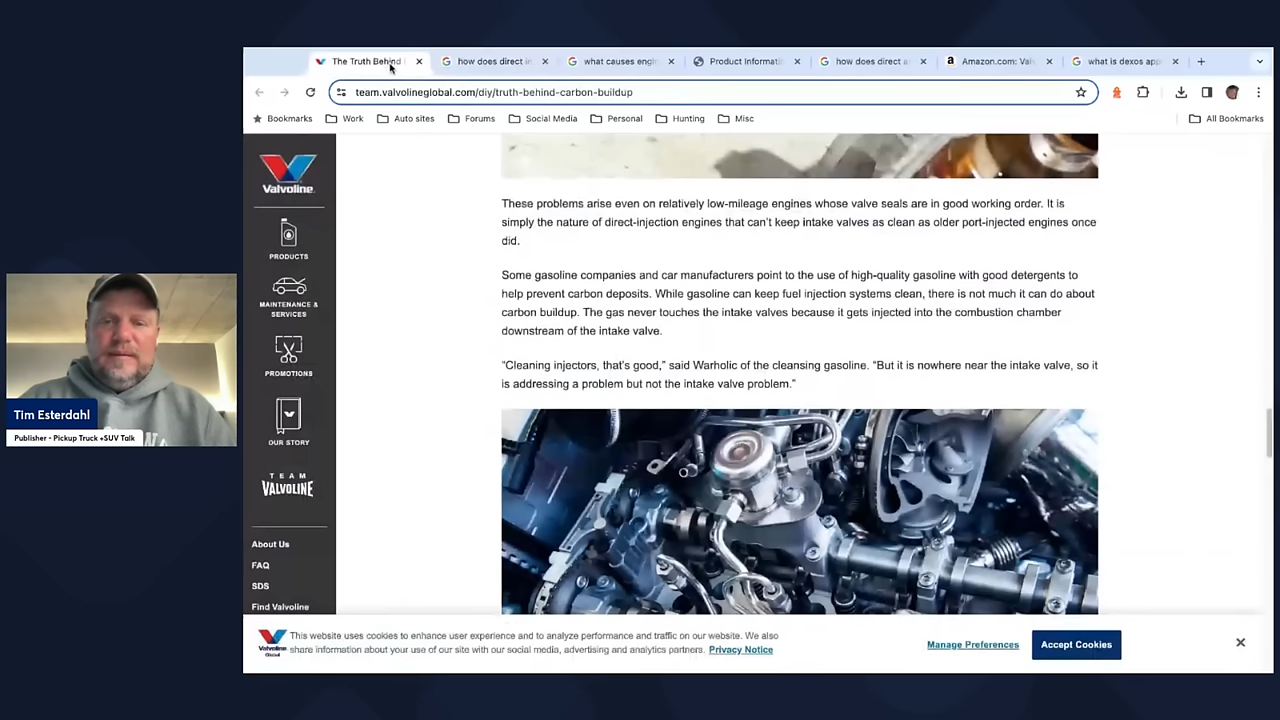 The Truth Behind
how does direct in
what causes engi
Product Informati
how does direct a
Amazon.com: Val
what is dexos app
team.valvolineglobal.com/diy/truth-behind-carbon-buildup
Bookmarks
Work
Auto sites
Forums
Social Media
Personal
Hunting
Misc
All Bookmarks
Valvoline
PRODUCTS
MAINTENANCE &
SERVICES
PROMOTIONS
OUR STORY
TEAM
VALVOLINE
About Us
FAQ
SDS
Find Valvoline
These problems arise even on relatively low-mileage engines whose valve seals are in good working order. It is
simply the nature of direct-injection engines that can't keep intake valves as clean as older port-injected engines once
did.
Some gasoline companies and car manufacturers point to the use of high-quality gasoline with good detergents to
help prevent carbon deposits. While gasoline can keep fuel injection systems clean, there is not much it can do about
carbon buildup. The gas never touches the intake valves because it gets injected into the combustion chamber
downstream of the intake valve.
“Cleaning injectors, that’s good,” said Warholic of the cleansing gasoline. “But it is nowhere near the intake valve, so it
is addressing a problem but not the intake valve problem.”
Tim Esterdahl
Publisher - Pickup Truck +SUV Talk
Valvoline
Global
This website uses cookies to enhance user experience and to analyze performance and traffic on our website. We also
share information about your use of our site with our social media, advertising and analytics partners. Privacy Notice
Manage Preferences
Accept Cookies